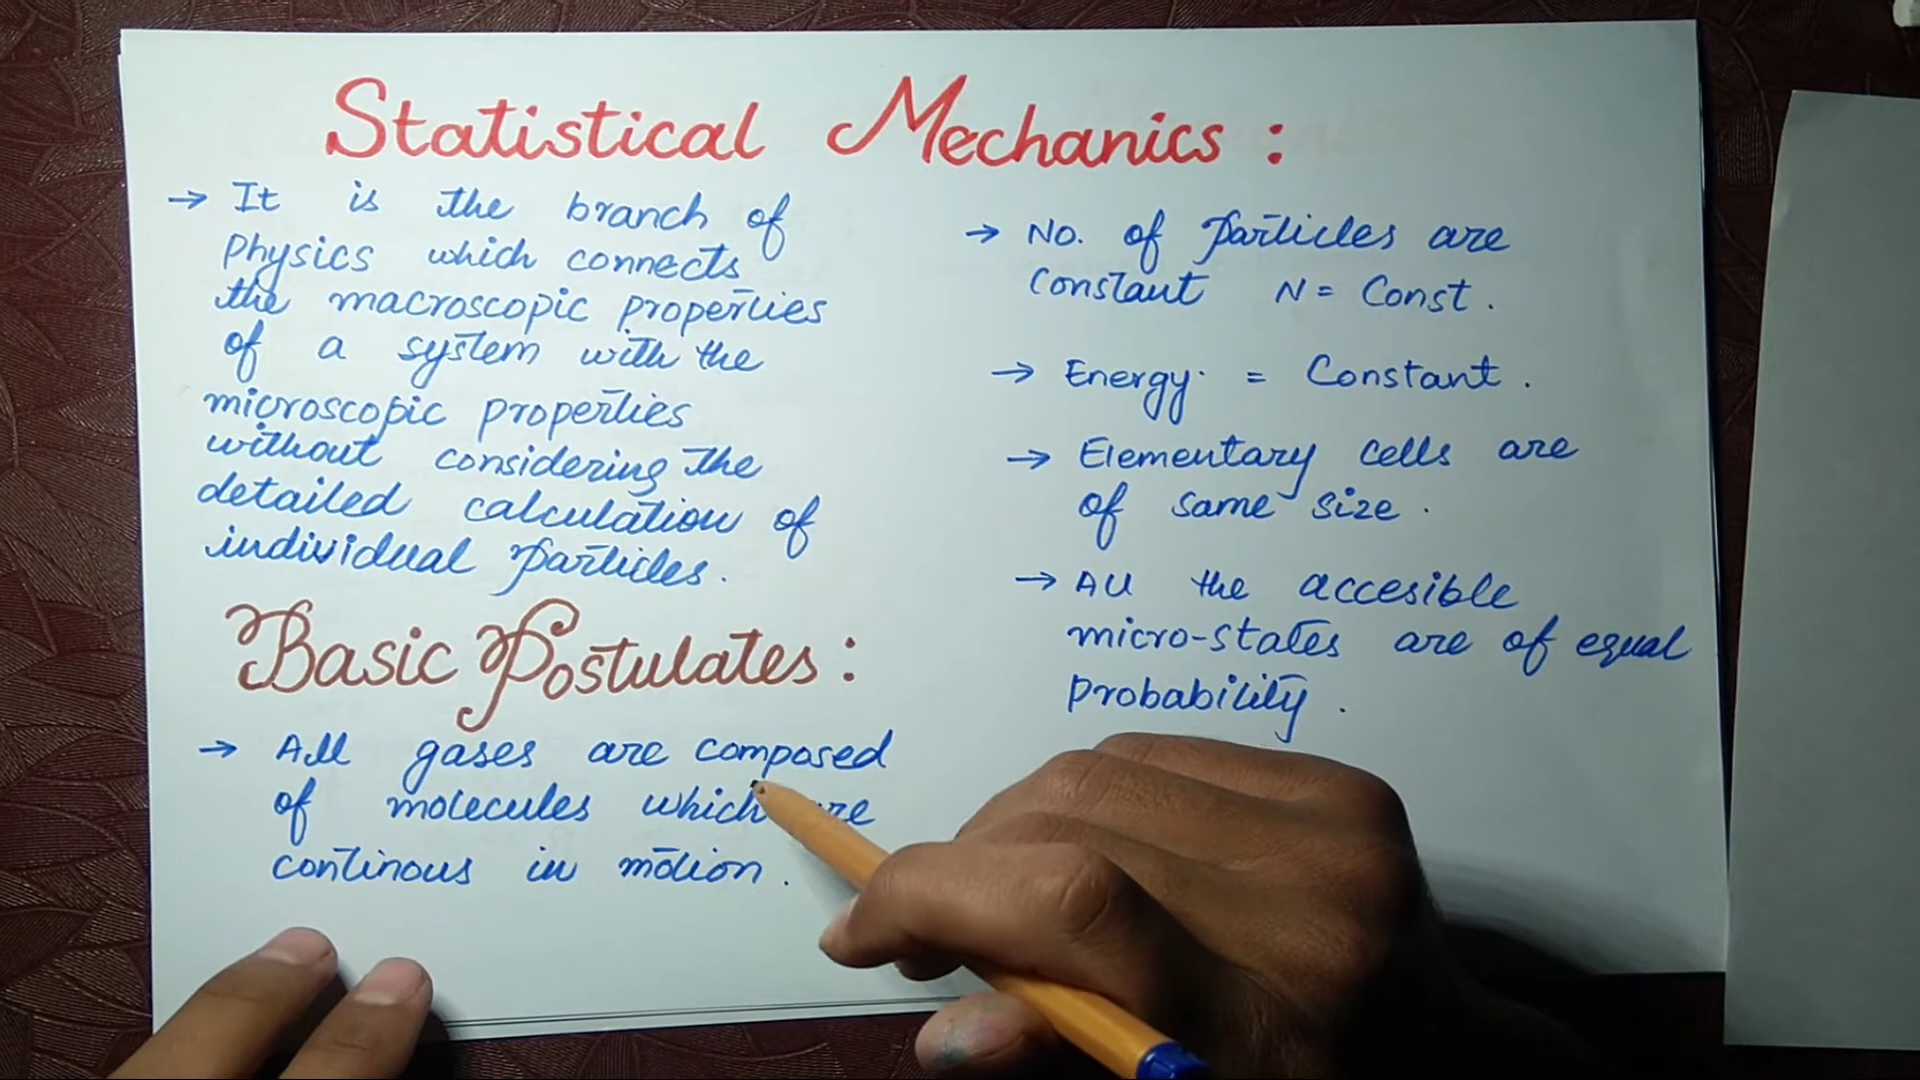 Statistical Mechanics :
→ It is the branch of
Physics which connects
the macroscopic properties
of a system with the
microscopic properties
without considering the
detailed calculation of
individual Particles.
Basic Postulates :
→ All gases are composed
of molecules which are
continous in motion.
→ No. of Particles are
Constant N = Const.
→ Energy = Constant.
→ Elementary cells are
of same size.
→ All the accesible
micro-states are of equal
Probability.